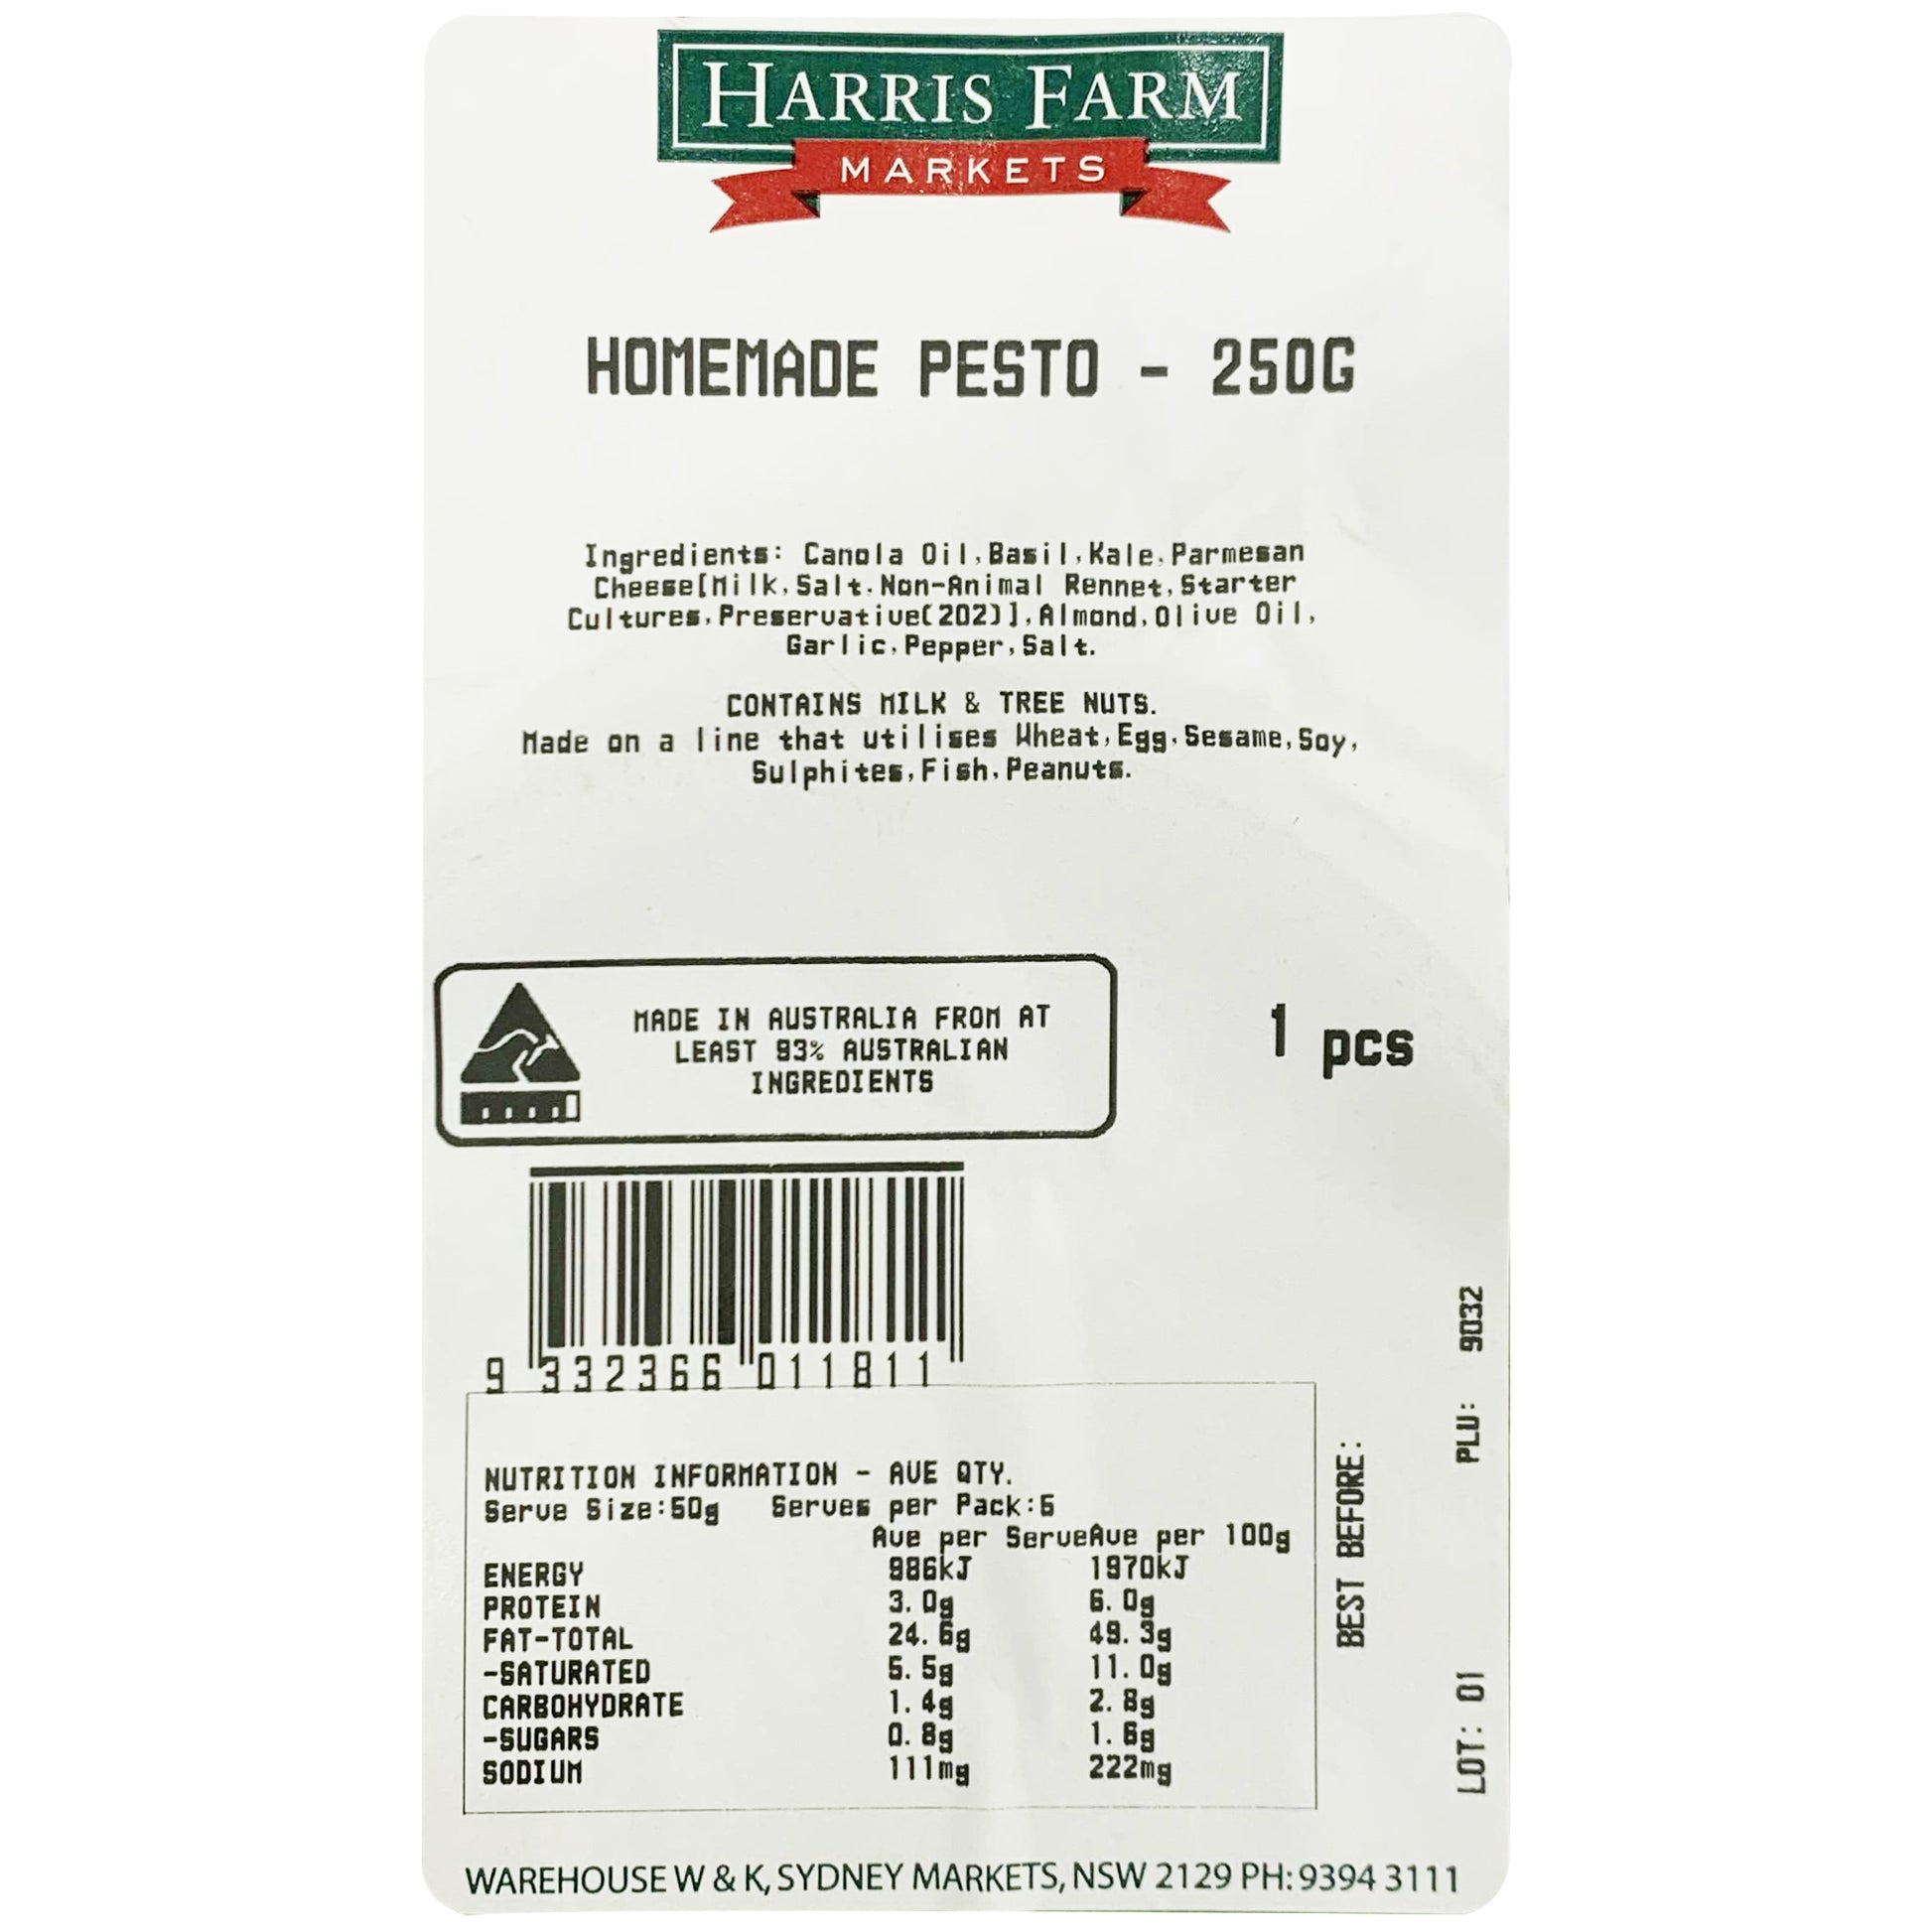 HARRIS FARM
MARKETS
HOMEMADE PESTO - 250G
Ingredients: Canola Oil,Basil,Kale,Parmesan
Cheese[Milk,Salt,Non-Animal Rennet,Starter
Cultures,Preservative(202)],Almond,Olive Oil,
Garlic,Pepper,Salt.
CONTAINS MILK & TREE NUTS.
Made on a line that utilises Wheat,Egg,Sesame,Soy,
Sulphites,Fish,Peanuts.
MADE IN AUSTRALIA FROM AT
LEAST 93% AUSTRALIAN
INGREDIENTS
1 pcs
9 332366 011811
NUTRITION INFORMATION - AVE QTY.
Serve Size:50g Serves per Pack:5
Ave per ServeAve per 100g
ENERGY 986kJ 1970kJ
PROTEIN 3.0g 6.0g
FAT-TOTAL 24.6g 49.3g
-SATURATED 5.5g 11.0g
CARBOHYDRATE 1.4g 2.8g
-SUGARS 0.8g 1.6g
SODIUM 111mg 222mg
BEST BEFORE:
PLU: 9032
LOT: 01
WAREHOUSE W & K, SYDNEY MARKETS, NSW 2129 PH: 9394 3111